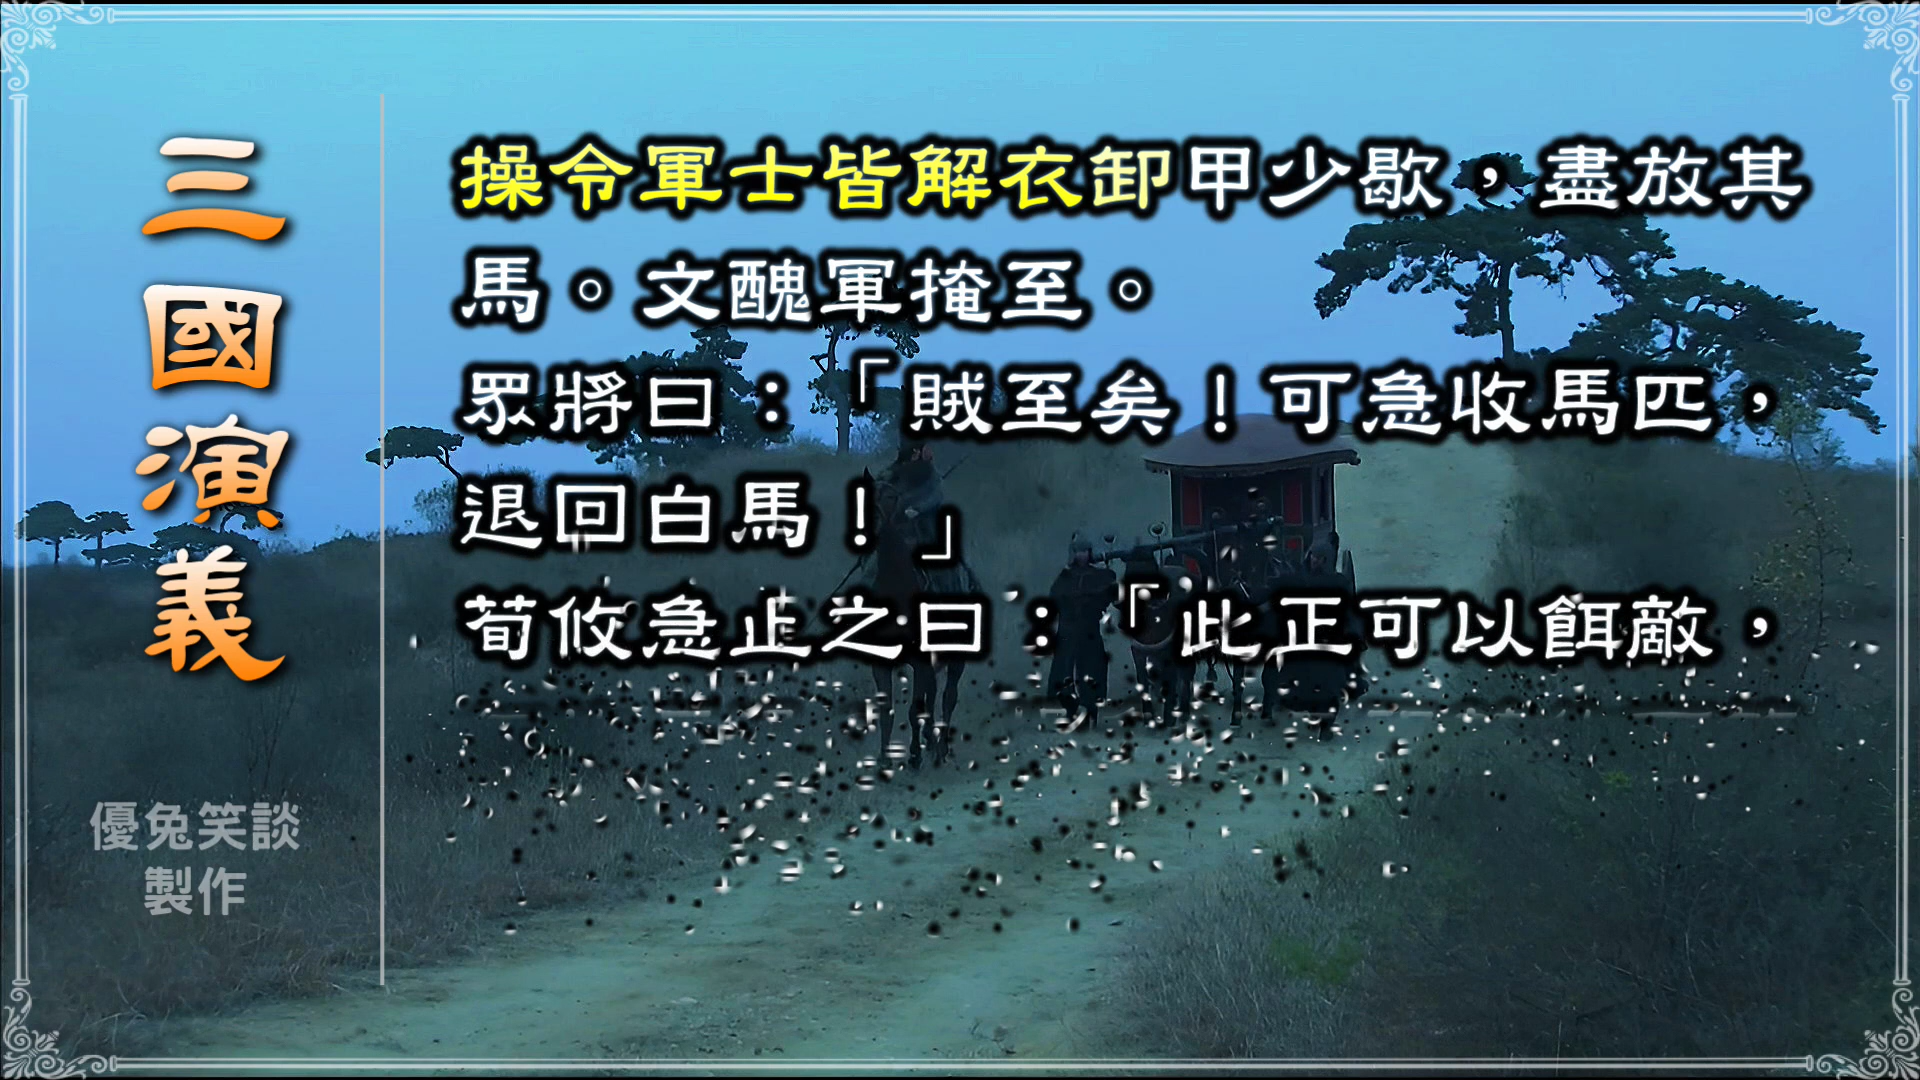 三國演義
操令軍士皆解衣卸甲少歇，盡放其
馬。文醜軍掩至。
眾將曰：「賊至矣！可急收馬匹，
退回白馬！」
荀攸急止之曰：「此正可以餌敵，
優兔笑談
製作